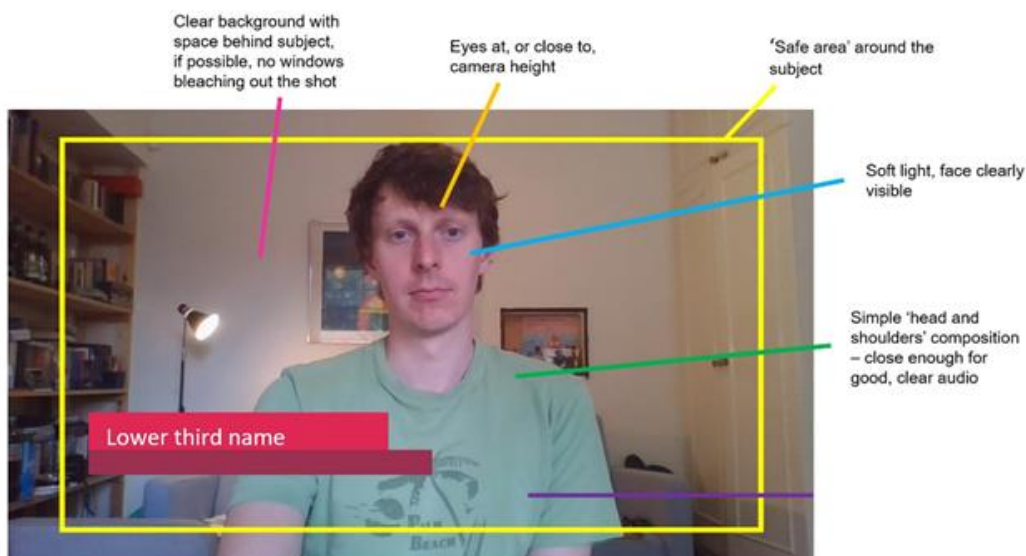 Clear background with
space behind subject,
if possible, no windows
bleaching out the shot
Eyes at, or close to,
camera height
‘Safe area’ around the
subject
Soft light, face clearly
visible
Simple ‘head and
shoulders’ composition
– close enough for
good, clear audio
Lower third name
PALM
BEACH